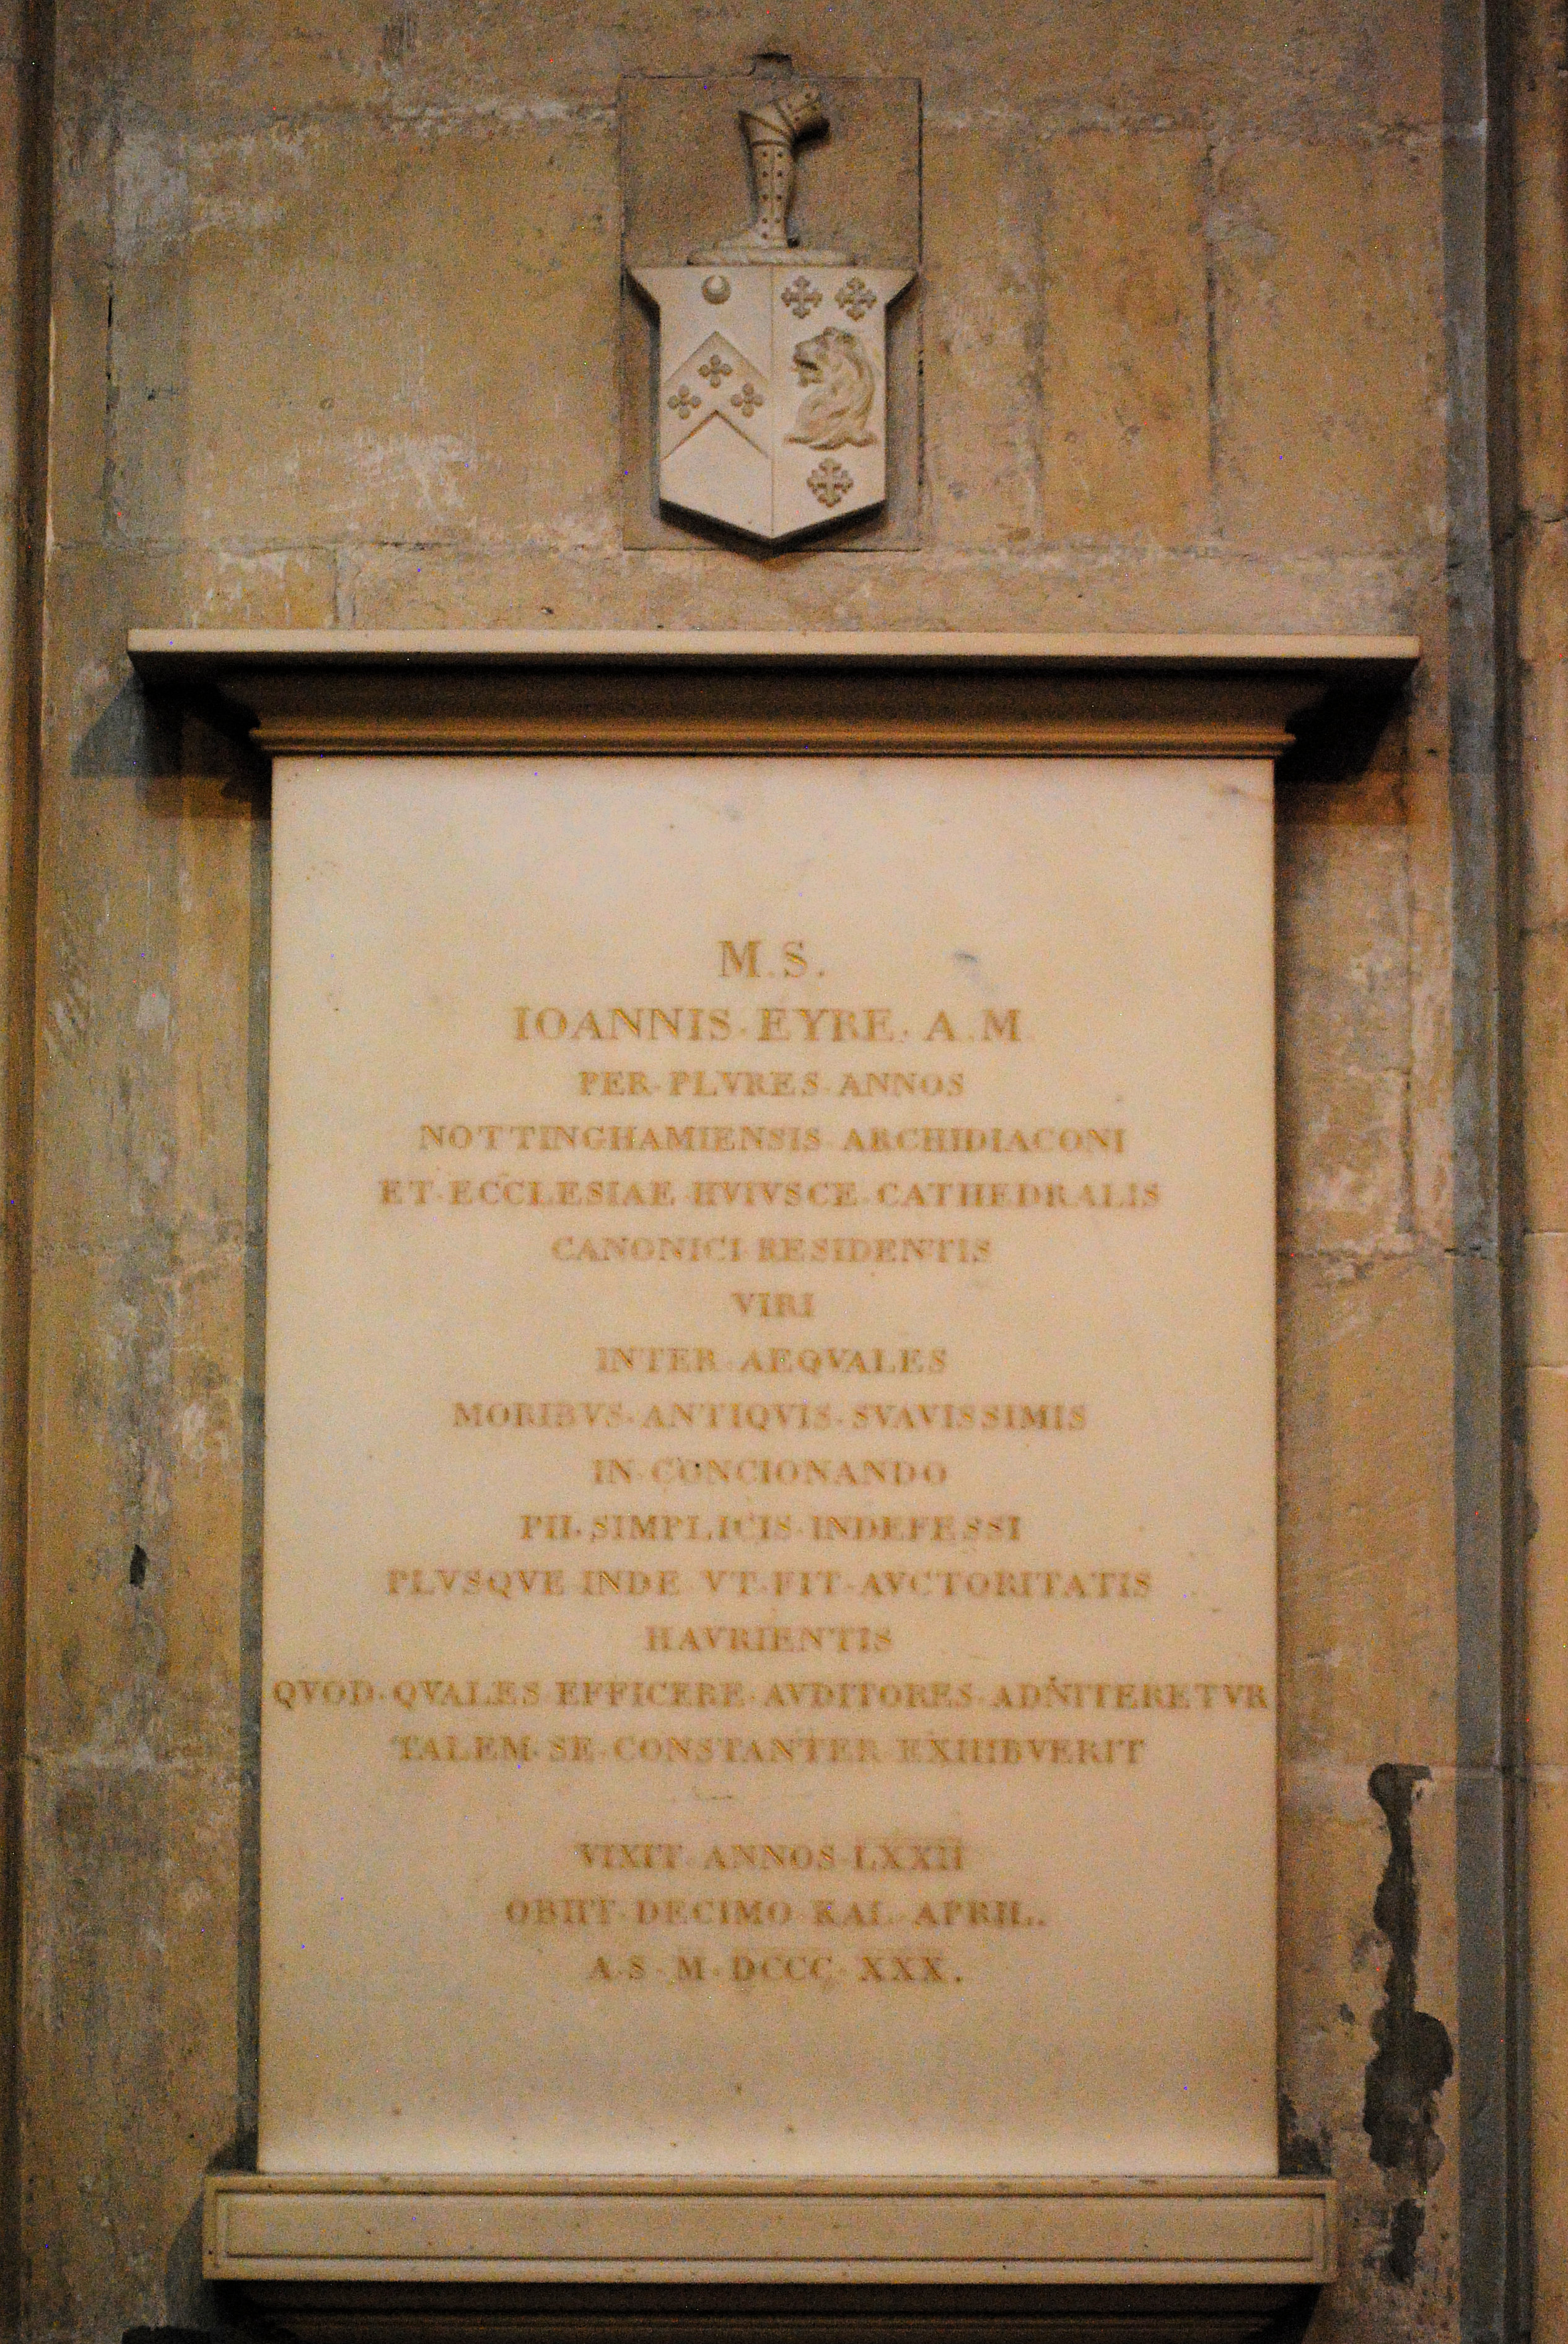 M.S.
IOANNIS·EYRE·A.M
PER·PLVRES·ANNOS
NOTTINGHAMIENSIS·ARCHIDIACONI
ET·ECCLESIAE·HVIVSCE·CATHEDRALIS
CANONICI·RESIDENTIS
VIRI
INTER·AEQVALES
MORIBVS·ANTIQVIS·SVAVISSIMIS
IN·CONCIONANDO
PII·SIMPLICIS·INDEFESSI
PLVSQVE·INDE·VT·FIT·AVCTORITATIS
HAVRIENTIS
QVOD·QVALES·EFFICERE·AVDITORES·ADNITERETVR
TALEM·SE·CONSTANTER·EXHIBVERIT
VIXIT·ANNOS·LXXII
OBIIT·DECIMO·KAL·APRIL.
A·S·M·DCCC·XXX.